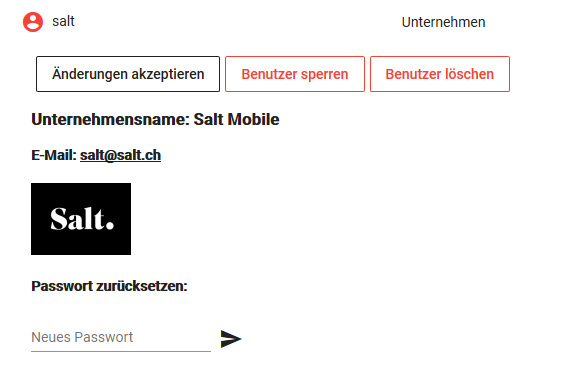 salt Unternehmen
Änderungen akzeptieren Benutzer sperren Benutzer löschen
Unternehmensname: Salt Mobile
E-Mail: salt@salt.ch
Salt.
Passwort zurücksetzen:
Neues Passwort